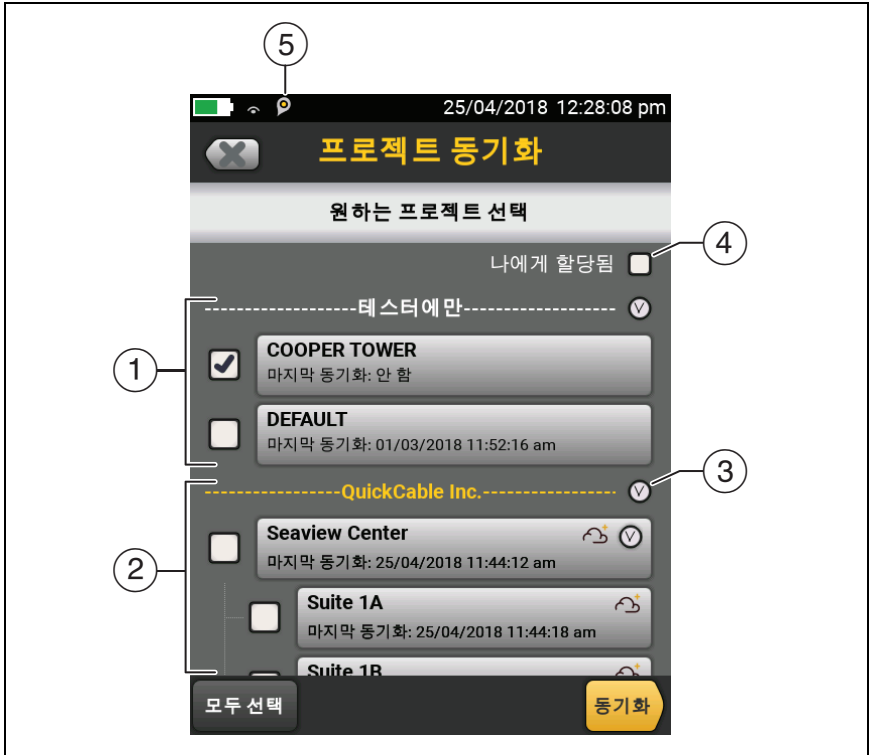 5
25/04/2018 12:28:08 pm
프로젝트 동기화
원하는 프로젝트 선택
4
나에게 할당됨
1
-------------------테스터에만-------------------
COOPER TOWER
마지막 동기화: 안 함
DEFAULT
마지막 동기화: 01/03/2018 11:52:16 am
3
-----------------QuickCable Inc.-----------------
2
Seaview Center
마지막 동기화: 25/04/2018 11:44:12 am
Suite 1A
마지막 동기화: 25/04/2018 11:44:18 am
Suite 1B
모두 선택
동기화